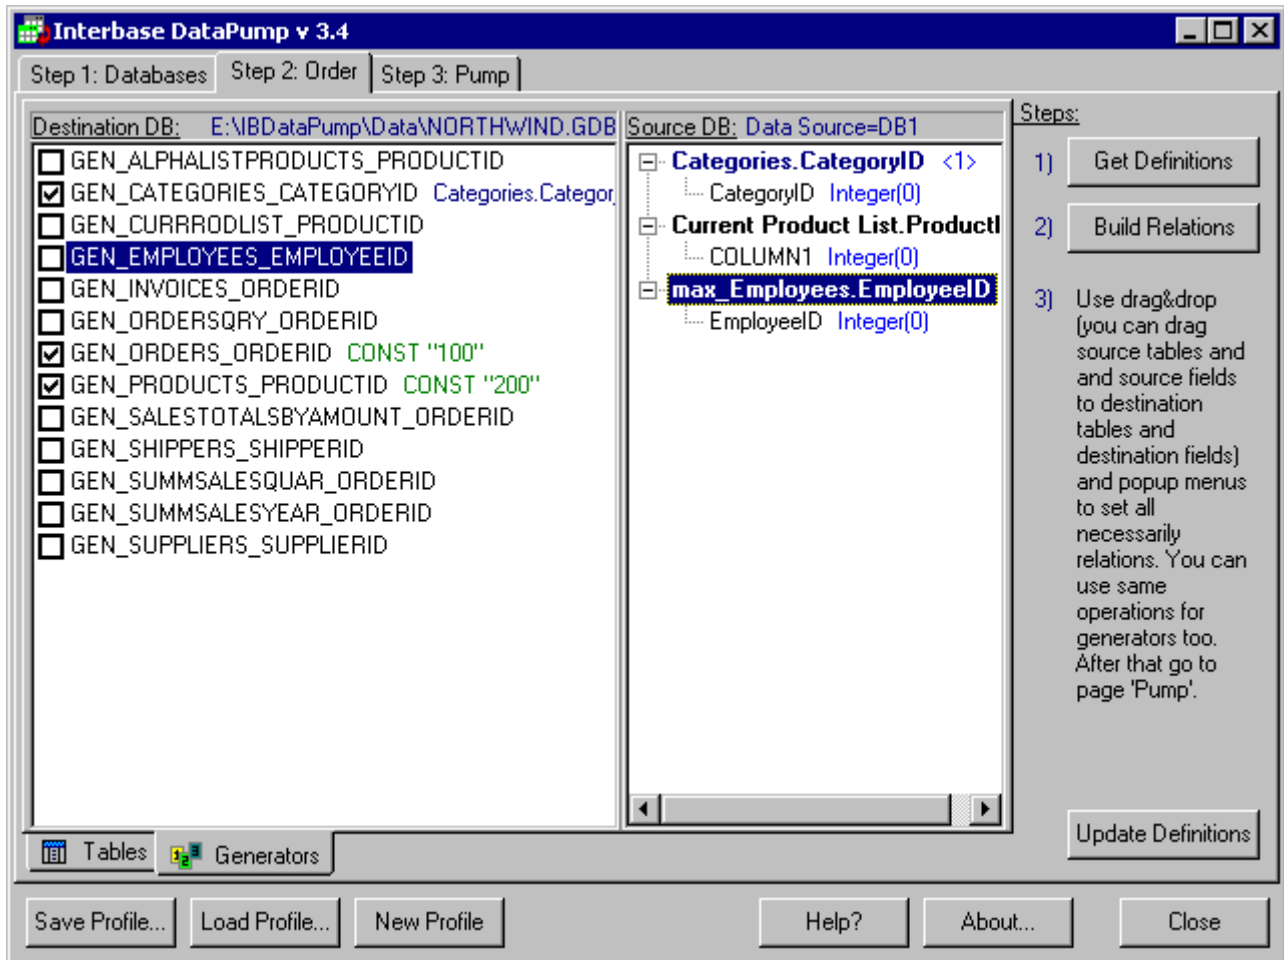 Interbase DataPump v 3.4
Step 1: Databases
Step 2: Order
Step 3: Pump
Destination DB: E:\IBDataPump\Data\NORTHWIND.GDB
GEN_ALPHALISTPRODUCTS_PRODUCTID
GEN_CATEGORIES_CATEGORYID Categories.Categor
GEN_CURRRODLIST_PRODUCTID
GEN_EMPLOYEES_EMPLOYEEID
GEN_INVOICES_ORDERID
GEN_ORDERSQRY_ORDERID
GEN_ORDERS_ORDERID CONST "100"
GEN_PRODUCTS_PRODUCTID CONST "200"
GEN_SALESTOTALSBYAMOUNT_ORDERID
GEN_SHIPPERS_SHIPPERID
GEN_SUMMSALESQUAR_ORDERID
GEN_SUMMSALESYEAR_ORDERID
GEN_SUPPLIERS_SUPPLIERID
Source DB: Data Source=DB1
Categories.CategoryID <1>
CategoryID Integer(0)
Current Product List.ProductI
COLUMN1 Integer(0)
max_Employees.EmployeeID
EmployeeID Integer(0)
Steps:
1) Get Definitions
2) Build Relations
3) Use drag&drop
(you can drag
source tables and
and source fields
to destination
tables and
destination fields)
and popup menus
to set all
necessarily
relations. You can
use same
operations for
generators too.
After that go to
page 'Pump'.
Update Definitions
Tables
Generators
Save Profile...
Load Profile...
New Profile
Help?
About...
Close